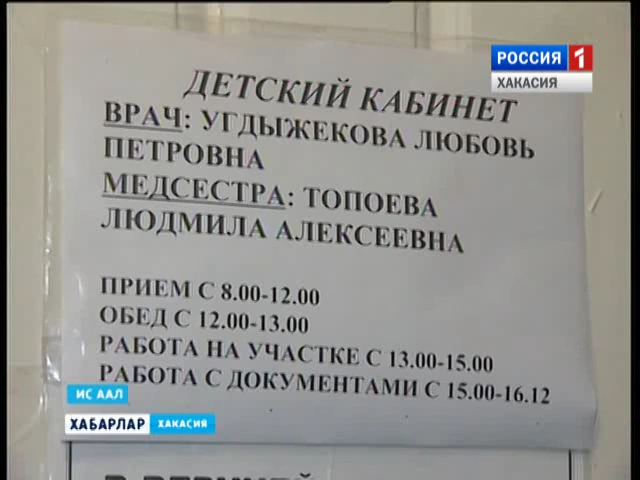 РОССИЯ 1
ХАКАСИЯ
ДЕТСКИЙ КАБИНЕТ
ВРАЧ: УГДЫЖЕКОВА ЛЮБОВЬ
ПЕТРОВНА
МЕДСЕСТРА: ТОПОЕВА
ЛЮДМИЛА АЛЕКСЕЕВНА
ПРИЕМ С 8.00-12.00
ОБЕД С 12.00-13.00
РАБОТА НА УЧАСТКЕ С 13.00-15.00
РАБОТА С ДОКУМЕНТАМИ С 15.00-16.12
ИС ААЛ
ХАБАРЛАР ХАКАСИЯ